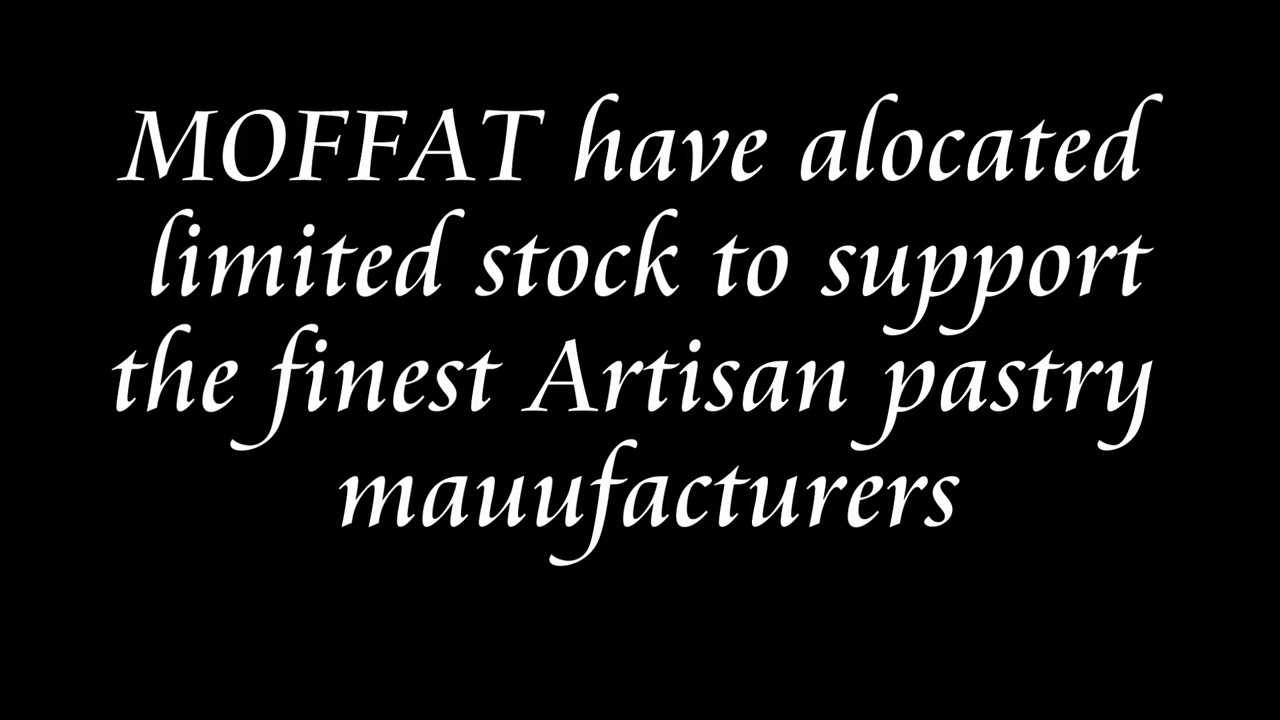 MOFFAT have alocated
limited stock to support
the finest Artisan pastry
mauufacturers